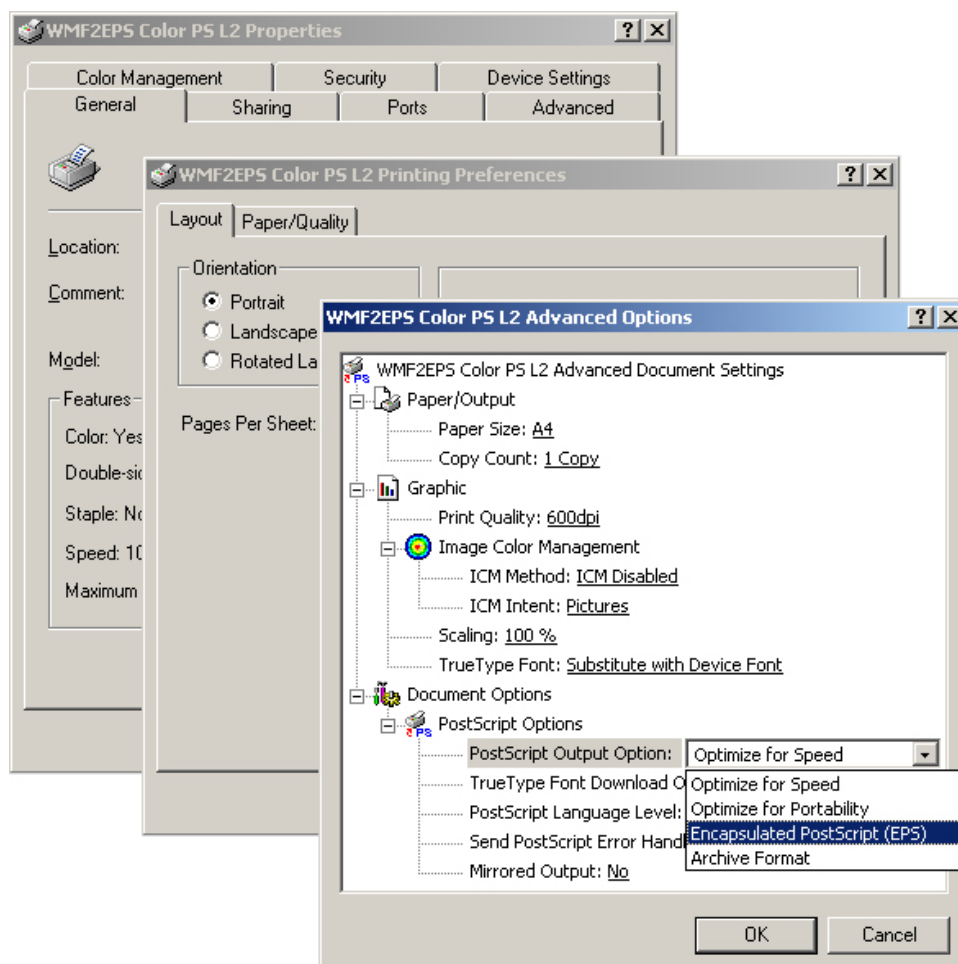 WMF2EPS Color PS L2 Properties
Color Management Security Device Settings
General Sharing Ports Advanced
Location:
Comment:
Model:
Features
Color: Yes
Staple: No
Speed: 10
Maximum
WMF2EPS Color PS L2 Printing Preferences
Layout Paper/Quality
Orientation
Portrait
Landscape
Rotated La
Pages Per Sheet:
WMF2EPS Color PS L2 Advanced Options
WMF2EPS Color PS L2 Advanced Document Settings
Paper/Output
Paper Size: A4
Copy Count: 1 Copy
Graphic
Print Quality: 600dpi
Image Color Management
ICM Method: ICM Disabled
ICM Intent: Pictures
Scaling: 100 %
TrueType Font: Substitute with Device Font
Document Options
PostScript Options
PostScript Output Option: Optimize for Speed
TrueType Font Download O
PostScript Language Level:
Send PostScript Error Handl
Mirrored Output: No
Optimize for Speed
Optimize for Portability
Encapsulated PostScript (EPS)
Archive Format
OK Cancel